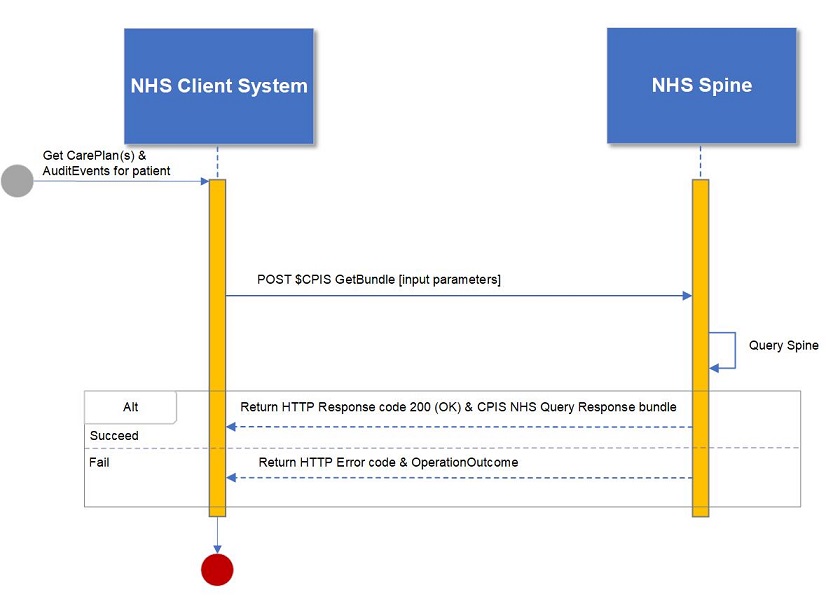 NHS Client System
NHS Spine
Get CarePlan(s) &
AuditEvents for patient
POST $CPIS GetBundle [input parameters]
Query Spine
Alt
Return HTTP Response code 200 (OK) & CPIS NHS Query Response bundle
Succeed
Fail
Return HTTP Error code & OperationOutcome